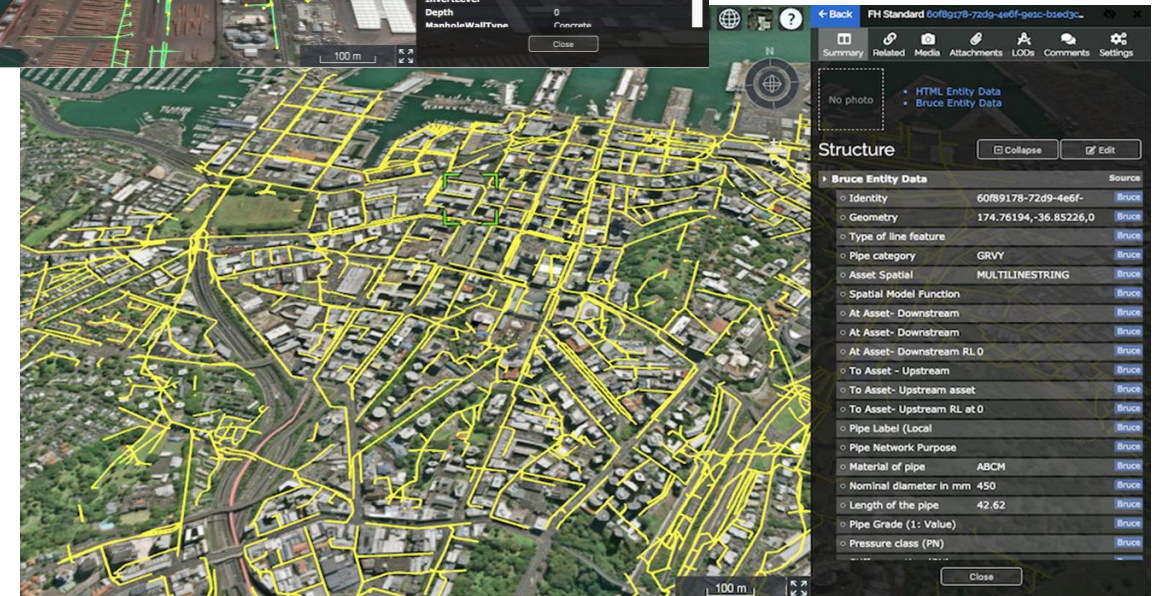 Depth 0
ManholeWallType Concrete
Close
100 m
?
N
Back
FH Standard 60f89178-72d9-4e6f-9e1c-b1ed3c...
Summary Related Media Attachments LODs Comments Settings
No photo
HTML Entity Data
Bruce Entity Data
Structure
Collapse
Edit
Bruce Entity Data Source
Identity 60f89178-72d9-4e6f- Bruce
Geometry 174.76194,-36.85226,0 Bruce
Type of line feature Bruce
Pipe category GRVY Bruce
Asset Spatial MULTILINESTRING Bruce
Spatial Model Function Bruce
At Asset- Downstream Bruce
At Asset- Downstream Bruce
At Asset- Downstream RL 0 Bruce
To Asset - Upstream Bruce
To Asset- Upstream asset Bruce
To Asset- Upstream RL at 0 Bruce
Pipe Label (Local Bruce
Pipe Network Purpose Bruce
Material of pipe ABCM Bruce
Nominal diameter in mm 450 Bruce
Length of the pipe 42.62 Bruce
Pipe Grade (1: Value) Bruce
Pressure class (PN) Bruce
Close
100 m